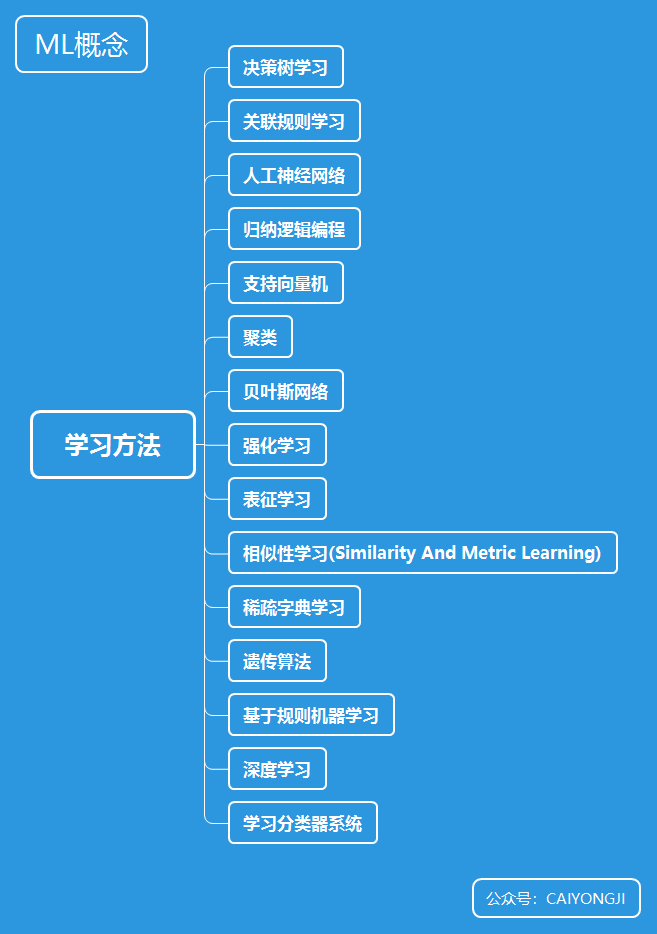 ML概念
决策树学习
关联规则学习
人工神经网络
归纳逻辑编程
支持向量机
聚类
贝叶斯网络
学习方法
强化学习
表征学习
相似性学习(Similarity And Metric Learning)
稀疏字典学习
遗传算法
基于规则机器学习
深度学习
学习分类器系统
公众号：CAIYONGJI